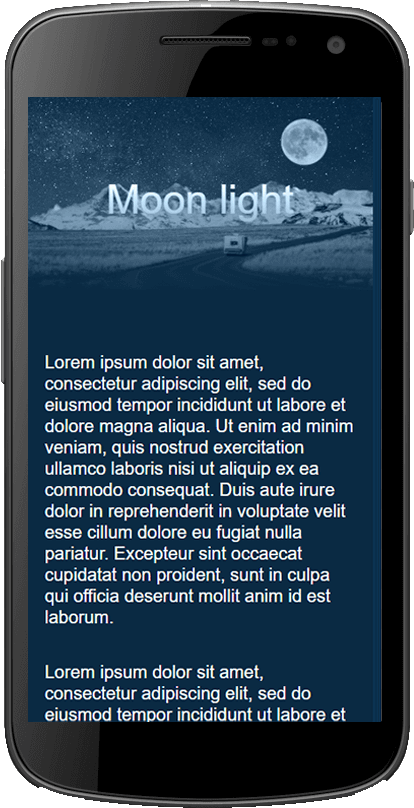 Moon light
Lorem ipsum dolor sit amet,
consectetur adipiscing elit, sed do
eiusmod tempor incididunt ut labore et
dolore magna aliqua. Ut enim ad minim
veniam, quis nostrud exercitation
ullamco laboris nisi ut aliquip ex ea
commodo consequat. Duis aute irure
dolor in reprehenderit in voluptate velit
esse cillum dolore eu fugiat nulla
pariatur. Excepteur sint occaecat
cupidatat non proident, sunt in culpa
qui officia deserunt mollit anim id est
laborum.
Lorem ipsum dolor sit amet,
consectetur adipiscing elit, sed do
eiusmod tempor incididunt ut labore et